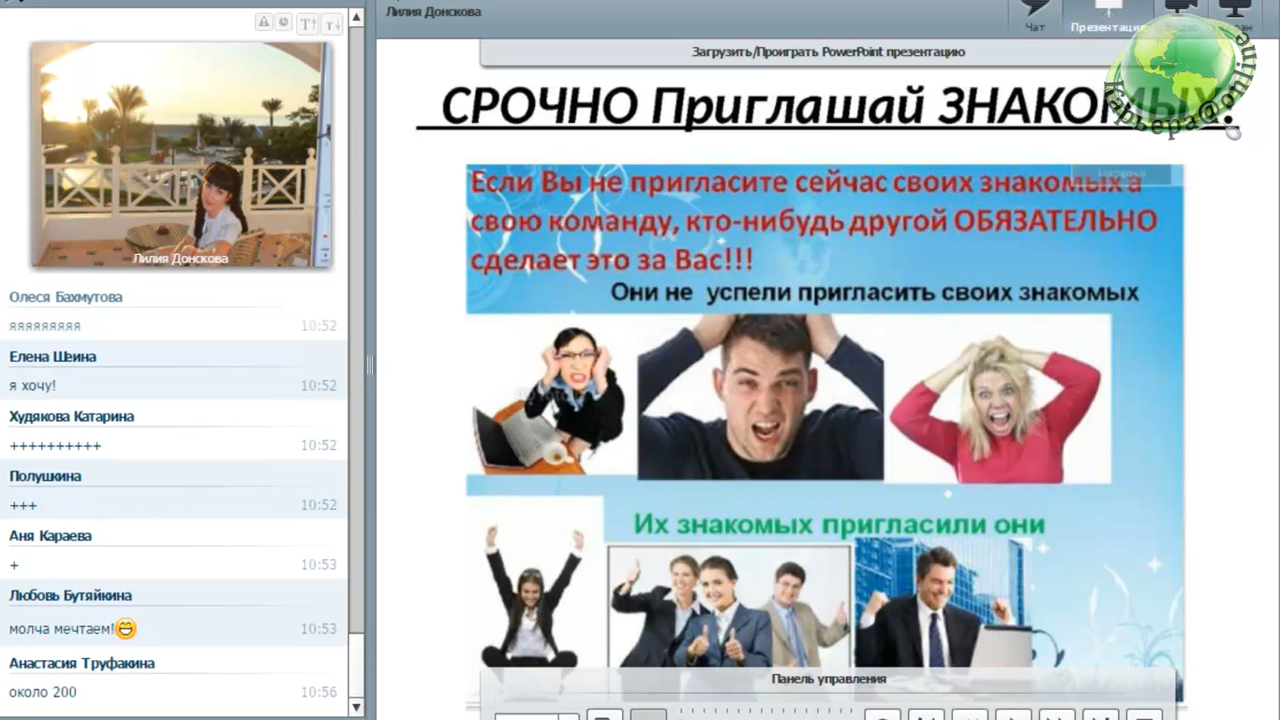 Лилия Донскова
Олеся Бахмутова
яяяяяяяяя 10:52
Елена Шеина
я хочу! 10:52
Худякова Катарина
++++++++++ 10:52
Полушкина
+++ 10:52
Аня Караева
+ 10:53
Любовь Бутяйкина
молча мечтаем! 10:53
Анастасия Труфакина
около 200 10:56
Лилия Донскова
Чат
Презентация
Загрузить/Проиграть PowerPoint презентацию
Карьера@online
СРОЧНО Приглашай ЗНАКОМЫХ!
Если Вы не пригласите сейчас своих знакомых а
свою команду, кто-нибудь другой ОБЯЗАТЕЛЬНО
сделает это за Вас!!!
Они не успели пригласить своих знакомых
Их знакомых пригласили они
Панель управления